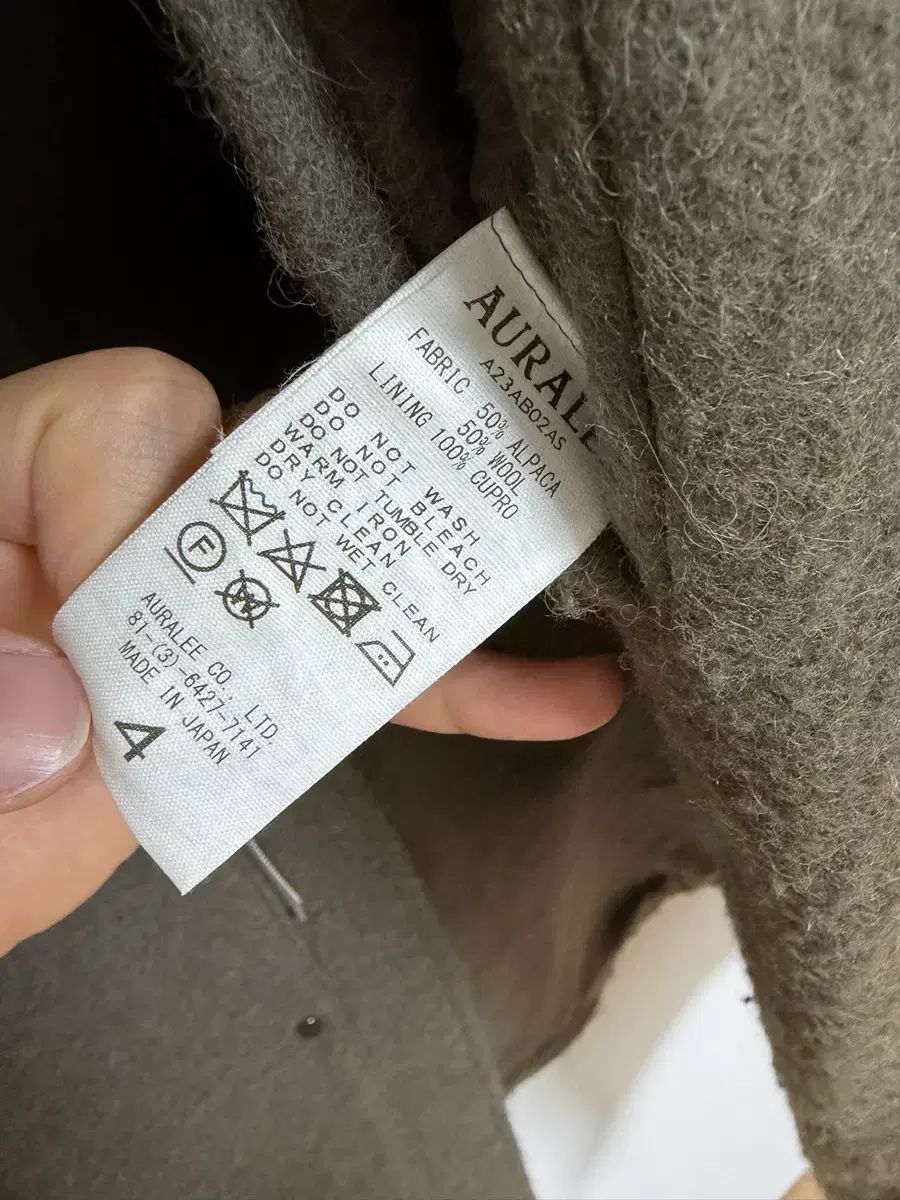 AURALEE
A23AB02AS
FABRIC 50% ALPACA
50% WOOL
LINING 100% CUPRO
DO NOT WASH
DO NOT BLEACH
DO NOT TUMBLE DRY
WARM IRON
DRY CLEAN
DO NOT WET CLEAN
F
W
AURALEE CO., LTD.
81-(3)-6427-7141
MADE IN JAPAN
4